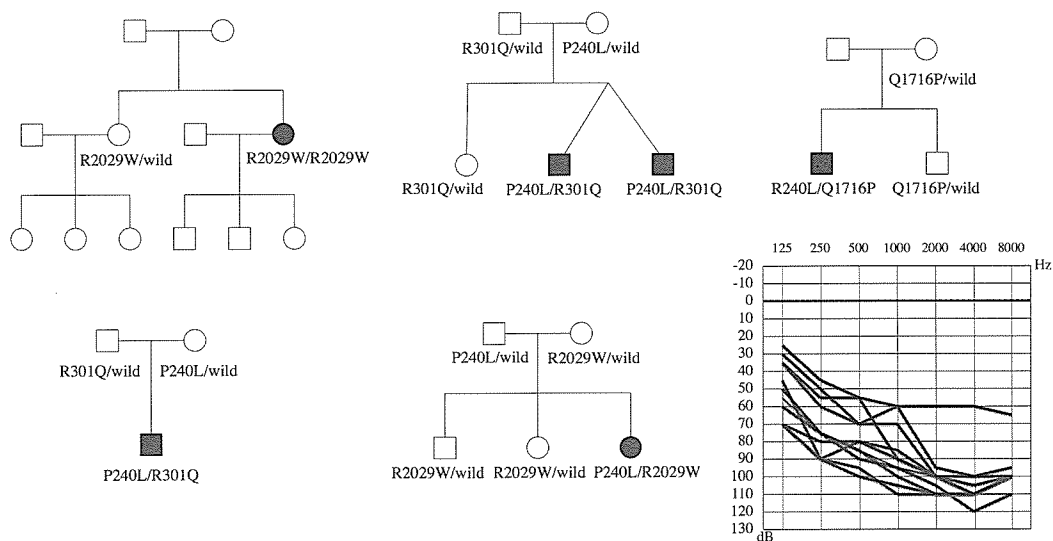 R2029W/wild
R2029W/R2029W
R301Q/wild
P240L/wild
R301Q/wild
P240L/R301Q
P240L/R301Q
Q1716P/wild
R240L/Q1716P
Q1716P/wild
R301Q/wild
P240L/wild
P240L/R301Q
P240L/wild
R2029W/wild
R2029W/wild
R2029W/wild
P240L/R2029W
125 250 500 1000 2000 4000 8000
Hz
-20
-10
0
10
20
30
40
50
60
70
80
90
100
110
120
130
dB